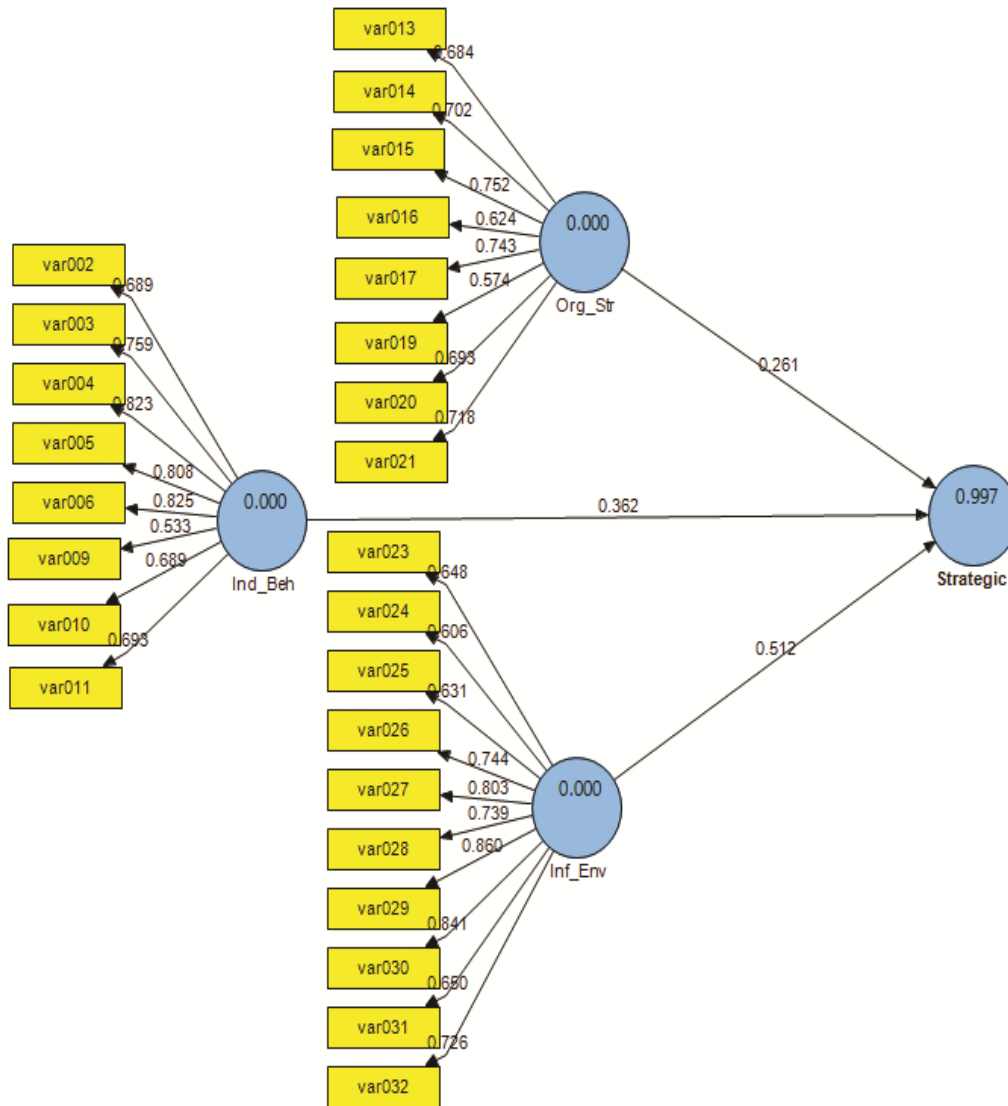 var013
0.684
var014
0.702
var015
0.752
var016
0.624
0.743
var017
0.574
var019
0.693
var020
0.718
var021
0.000
Org_Str
0.261
var002
0.689
var003
0.759
var004
0.823
var005
0.808
var006
0.825
0.533
var009
0.689
var010
0.693
var011
0.000
Ind_Beh
0.362
0.997
Strategic
var023
0.648
var024
0.606
var025
0.631
var026
0.744
0.803
var027
0.739
var028
0.860
var029
0.841
var030
0.650
var031
0.726
var032
0.000
Inf_Env
0.512